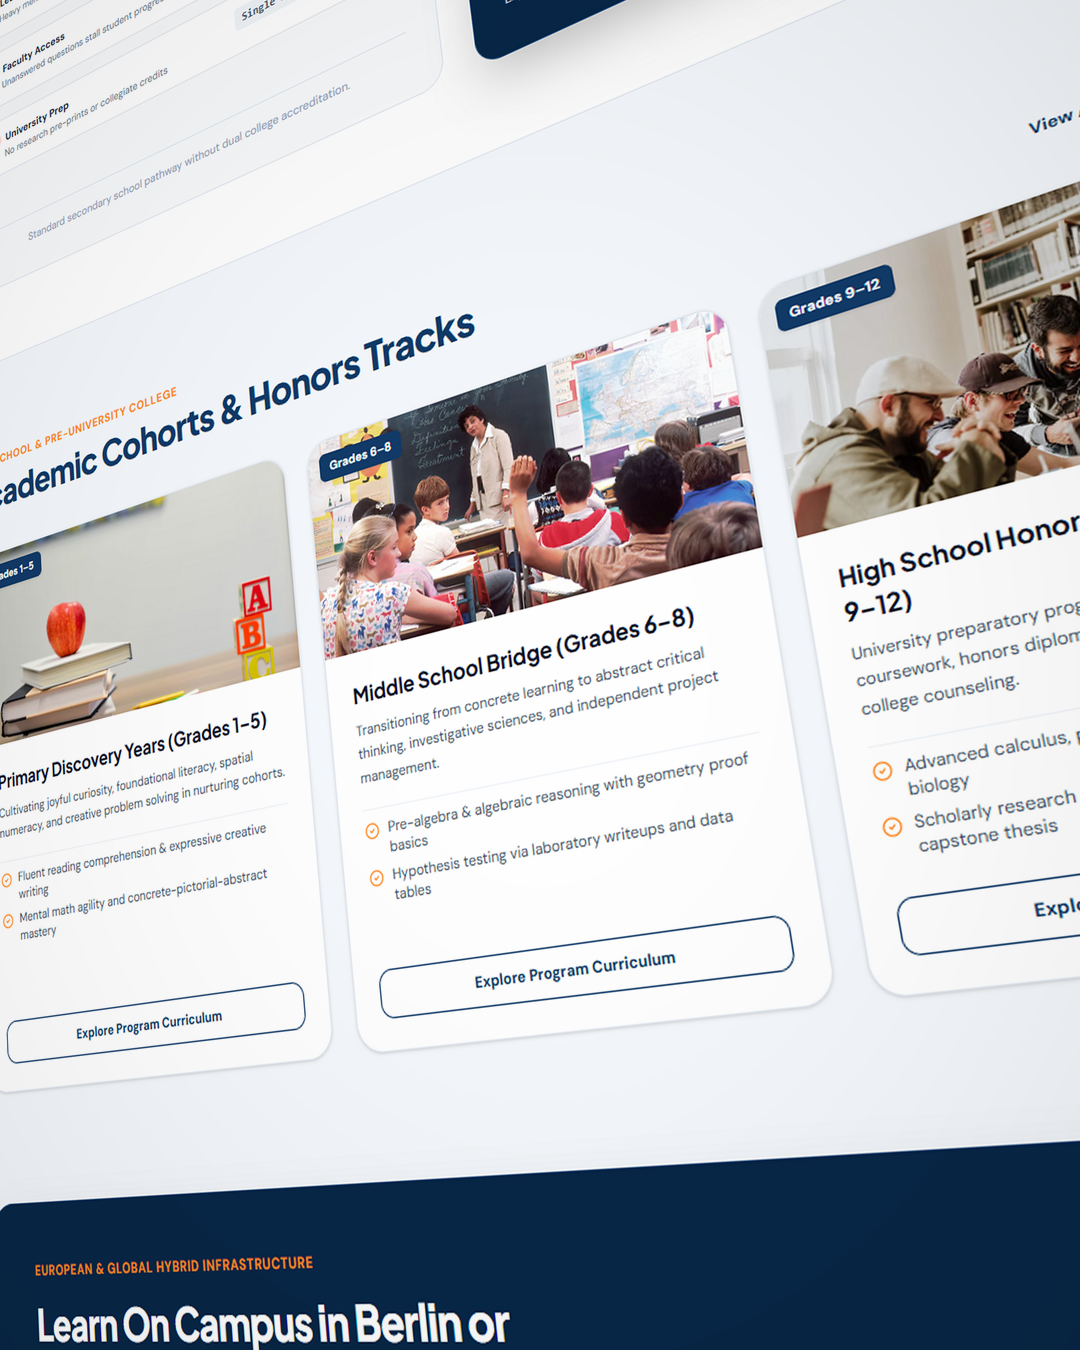 Faculty Access
Unanswered questions stall student progre
Single
University Prep
No research pre-prints or collegiate credits
Standard secondary school pathway without dual college accreditation.
View
CHOOL & PRE-UNIVERSITY COLLEGE
cademic Cohorts & Honors Tracks
ades 1–5
Primary Discovery Years (Grades 1–5)
Cultivating joyful curiosity, foundational literacy, spatial
numeracy, and creative problem solving in nurturing cohorts.
Fluent reading comprehension & expressive creative
writing
Mental math agility and concrete-pictorial-abstract
mastery
Explore Program Curriculum
Grades 6–8
Middle School Bridge (Grades 6–8)
Transitioning from concrete learning to abstract critical
thinking, investigative sciences, and independent project
management.
Pre-algebra & algebraic reasoning with geometry proof
basics
Hypothesis testing via laboratory writeups and data
tables
Explore Program Curriculum
Grades 9–12
High School Honor
9–12)
University preparatory prog
coursework, honors diplom
college counseling.
Advanced calculus, p
biology
Scholarly research
capstone thesis
Explo
A
B
C
EUROPEAN & GLOBAL HYBRID INFRASTRUCTURE
Learn On Campus in Berlin or